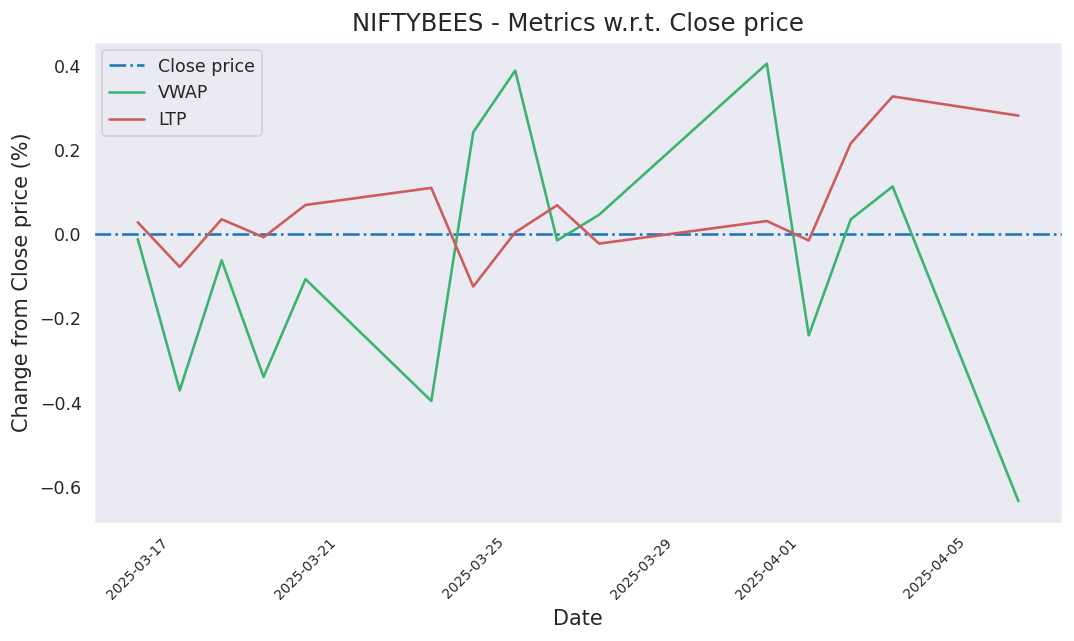 NIFTYBEES - Metrics w.r.t. Close price
Close price
VWAP
LTP
Change from Close price (%)
0.4
0.2
0.0
−0.2
−0.4
−0.6
2025-03-17
2025-03-21
2025-03-25
2025-03-29
2025-04-01
2025-04-05
Date